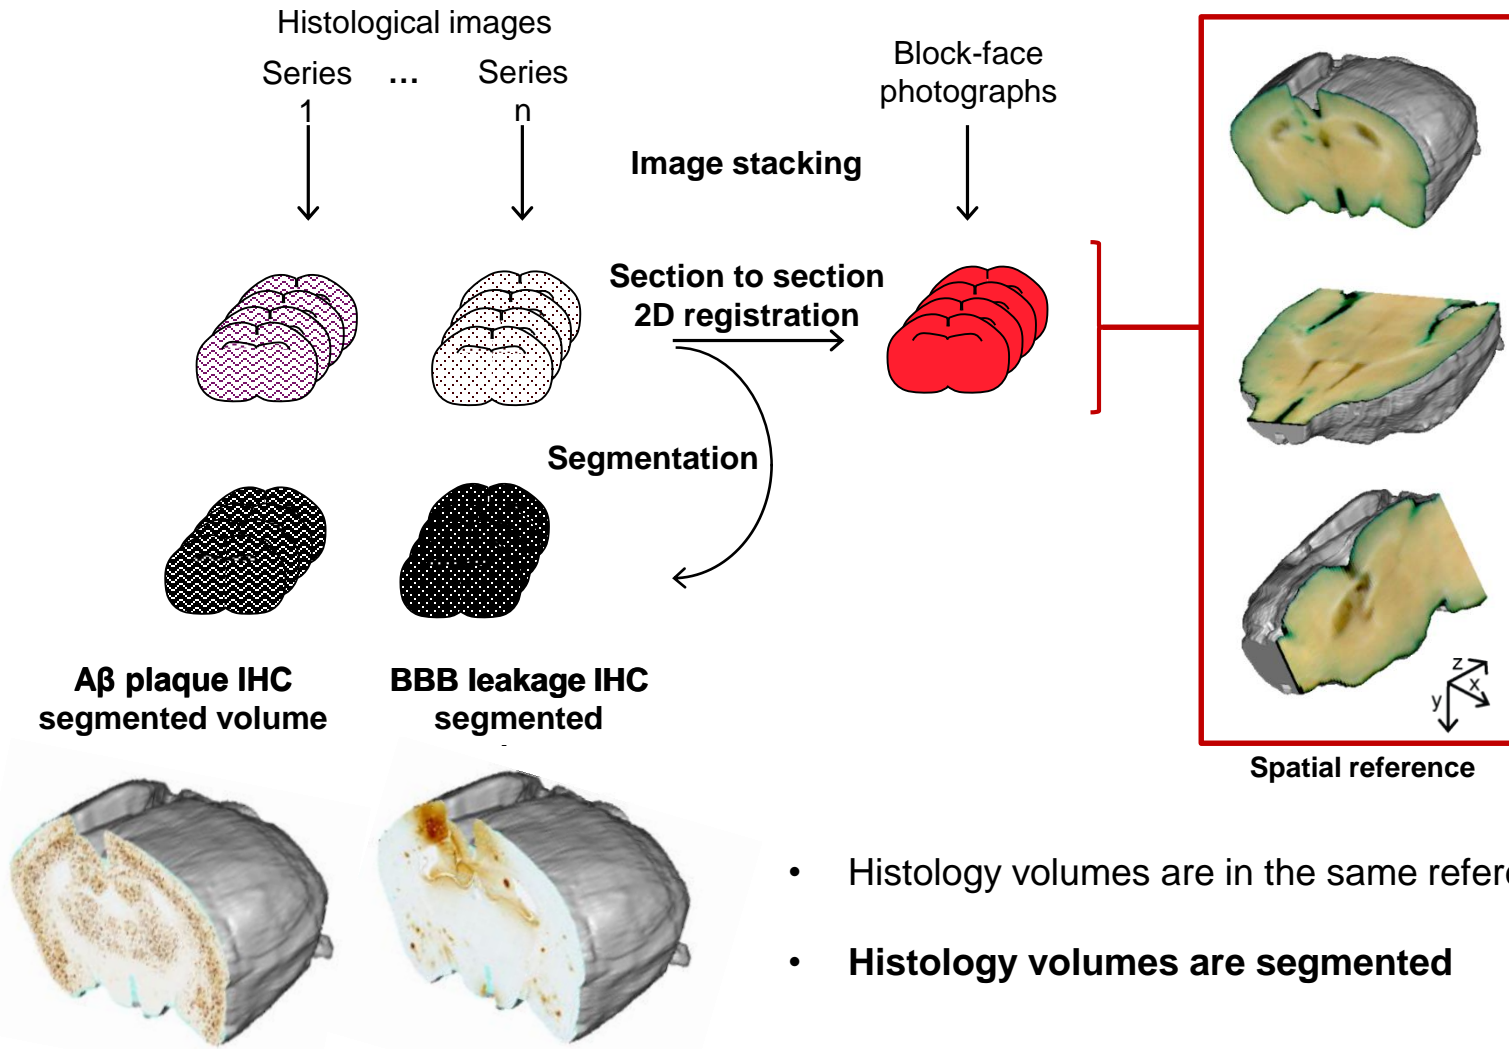 Histological images
Series … Series
1 n
Block-face
photographs
Image stacking
Section to section
2D registration
Segmentation
Aβ plaque IHC
segmented volume
BBB leakage IHC
segmented
z
x
y
Spatial reference
• Histology volumes are in the same refere
• Histology volumes are segmented